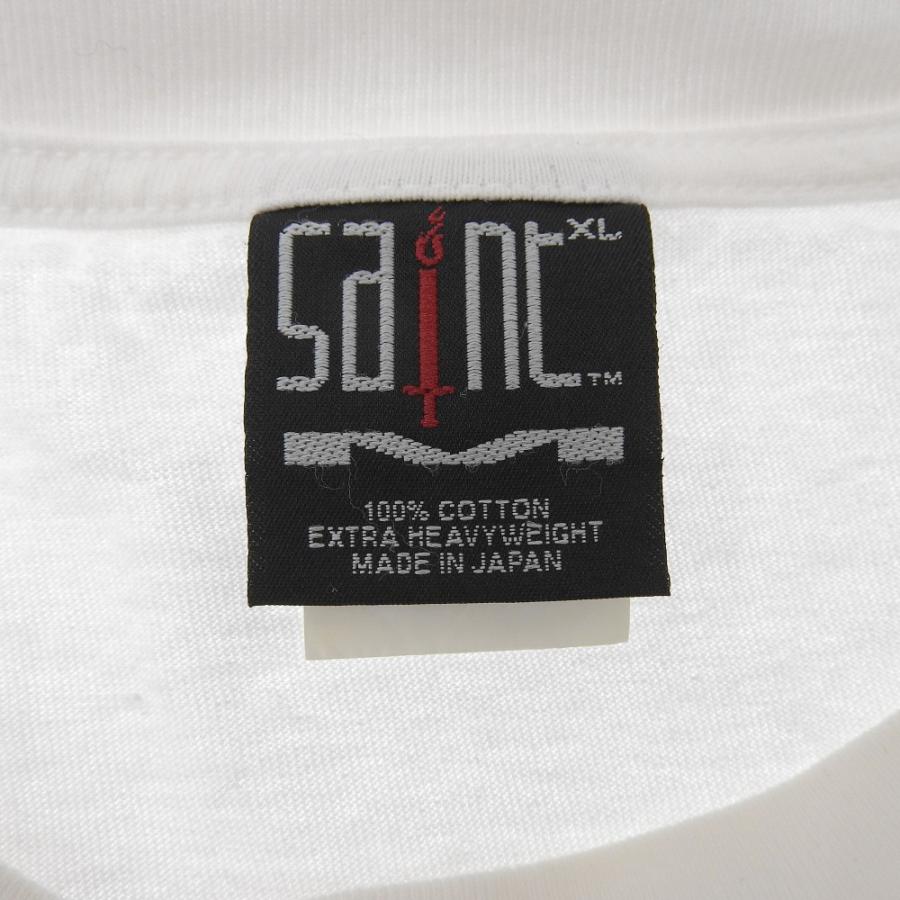 saint XL
TM
M
100% COTTON
EXTRA HEAVYWEIGHT
MADE IN JAPAN